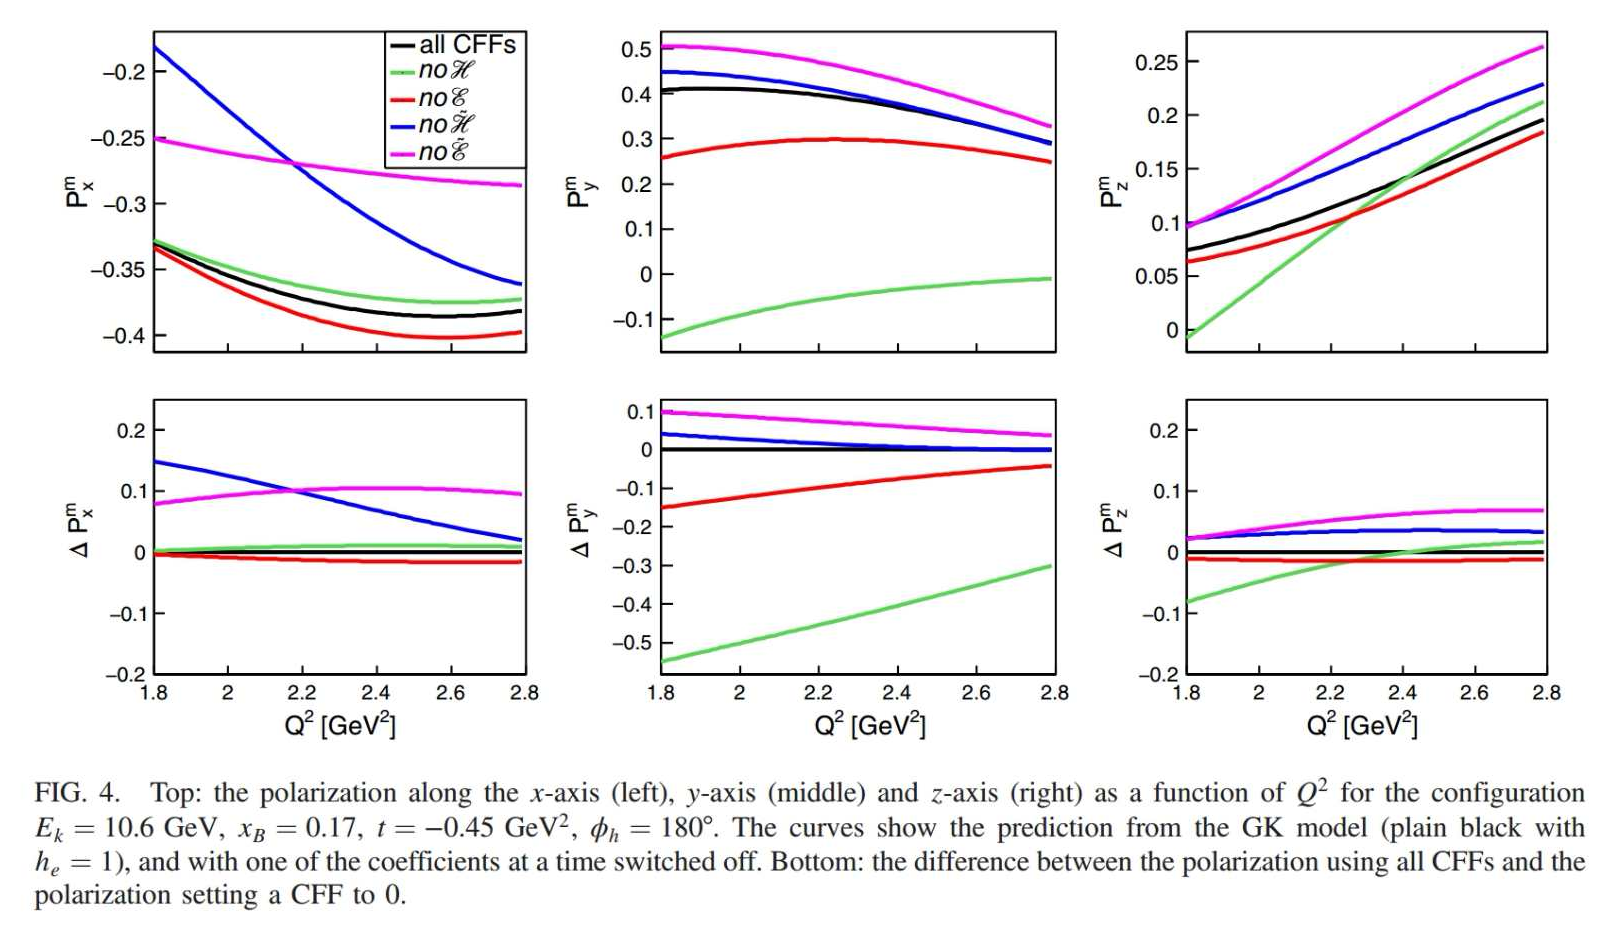 all CFFs
no ℋ
no ℰ
no ℋ̃
no ℰ̃
−0.2
−0.25
−0.3
−0.35
−0.4
P_x^m
0.5
0.4
0.3
0.2
0.1
0
−0.1
P_y^m
0.25
0.2
0.15
0.1
0.05
0
P_z^m
0.2
0.1
0
−0.1
−0.2
Δ P_x^m
1.8 2 2.2 2.4 2.6 2.8
Q² [GeV²]
0.1
0
−0.1
−0.2
−0.3
−0.4
−0.5
Δ P_y^m
1.8 2 2.2 2.4 2.6 2.8
Q² [GeV²]
0.2
0.1
0
−0.1
−0.2
Δ P_z^m
1.8 2 2.2 2.4 2.6 2.8
Q² [GeV²]
FIG. 4. Top: the polarization along the x-axis (left), y-axis (middle) and z-axis (right) as a function of Q² for the configuration
E_k = 10.6 GeV, x_B = 0.17, t = −0.45 GeV², ϕ_h = 180°. The curves show the prediction from the GK model (plain black with
h_e = 1), and with one of the coefficients at a time switched off. Bottom: the difference between the polarization using all CFFs and the
polarization setting a CFF to 0.